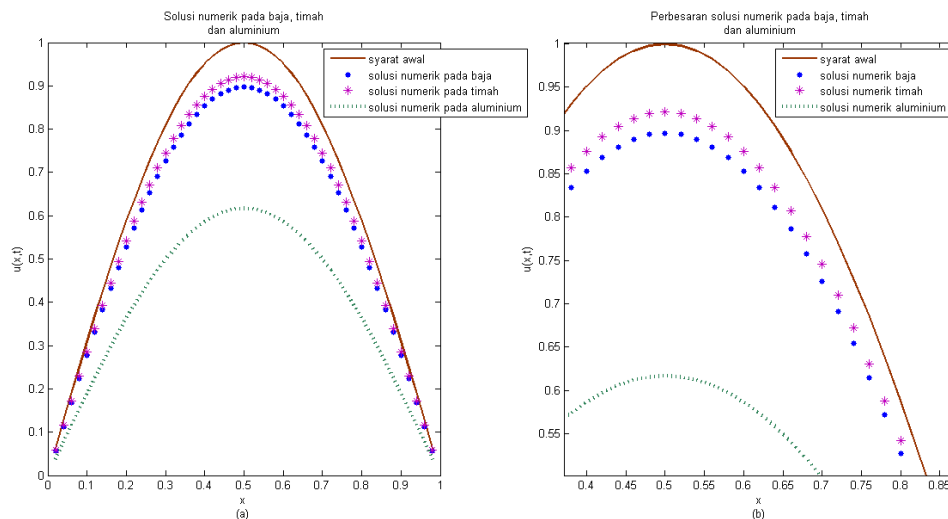 Solusi numerik pada baja, timah
dan aluminium
syarat awal
solusi numerik pada baja
solusi numerik pada timah
solusi numerik pada aluminium
u(x,t)
1
0.9
0.8
0.7
0.6
0.5
0.4
0.3
0.2
0.1
0
0 0.1 0.2 0.3 0.4 0.5 0.6 0.7 0.8 0.9 1
x
(a)
Perbesaran solusi numerik pada baja, timah
dan aluminium
syarat awal
solusi numerik baja
solusi numerik timah
solusi numerik aluminium
u(x,t)
1
0.95
0.9
0.85
0.8
0.75
0.7
0.65
0.6
0.55
0.4 0.45 0.5 0.55 0.6 0.65 0.7 0.75 0.8 0.85
x
(b)